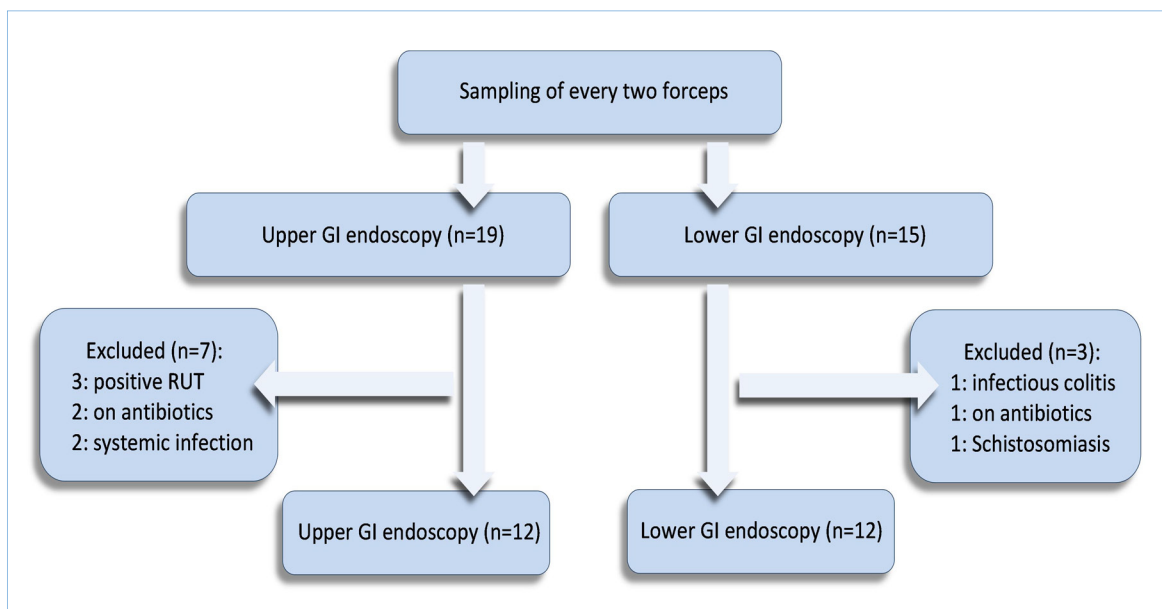 Sampling of every two forceps
Upper GI endoscopy (n=19)
Lower GI endoscopy (n=15)
Excluded (n=7):
3: positive RUT
2: on antibiotics
2: systemic infection
Excluded (n=3):
1: infectious colitis
1: on antibiotics
1: Schistosomiasis
Upper GI endoscopy (n=12)
Lower GI endoscopy (n=12)